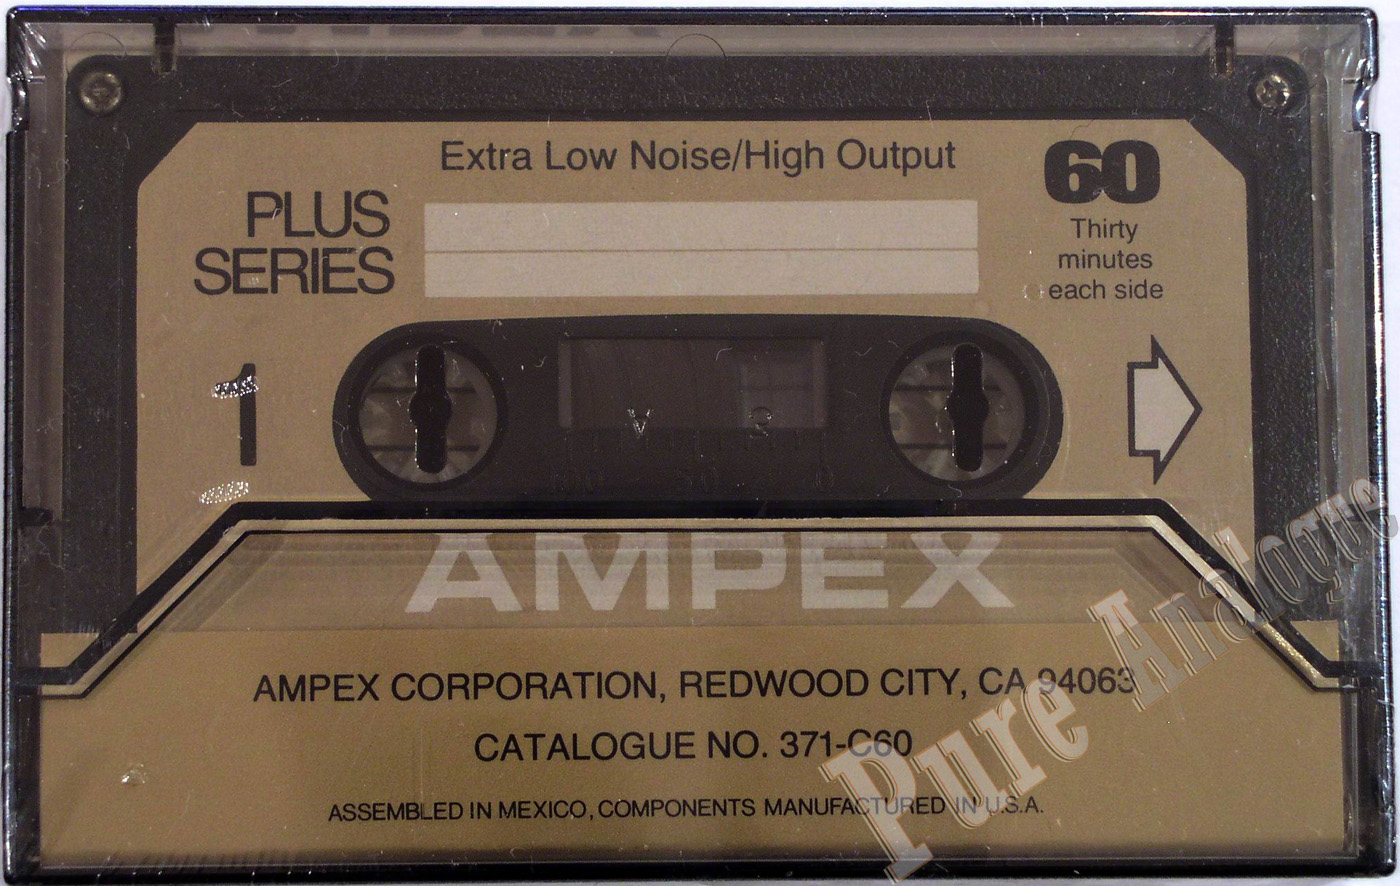 Extra Low Noise/High Output
PLUS
SERIES
60
Thirty
minutes
each side
1
AMPEX
AMPEX CORPORATION, REDWOOD CITY, CA 94063
CATALOGUE NO. 371-C60
ASSEMBLED IN MEXICO, COMPONENTS MANUFACTURED IN U.S.A.
Pure Analogue